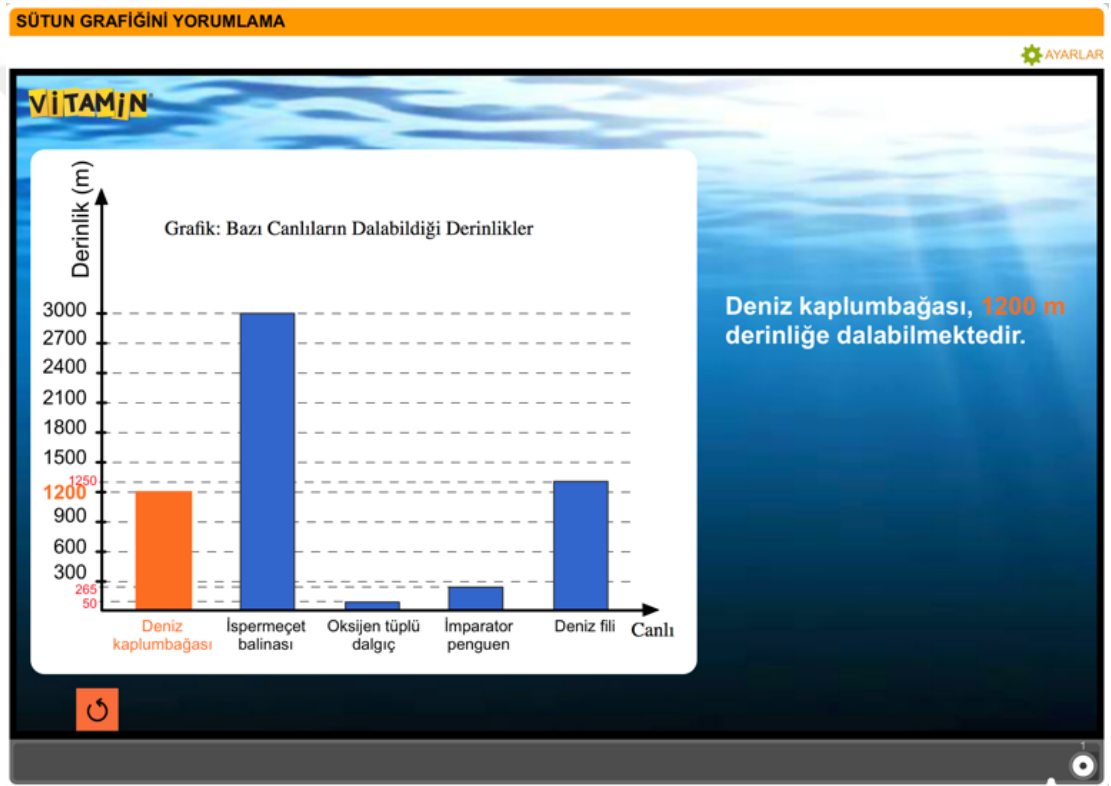 SÜTUN GRAFİĞİNİ YORUMLAMA
AYARLAR
VİTAMİN
Derinlik (m)
Grafik: Bazı Canlıların Dalabildiği Derinlikler
3000
2700
2400
2100
1800
1500
1250
1200
900
600
300
265
50
Deniz kaplumbağası
İspermeçet balinası
Oksijen tüplü dalgıç
İmparator penguen
Deniz fili
Canlı
Deniz kaplumbağası, 1200 m
derinliğe dalabilmektedir.
1